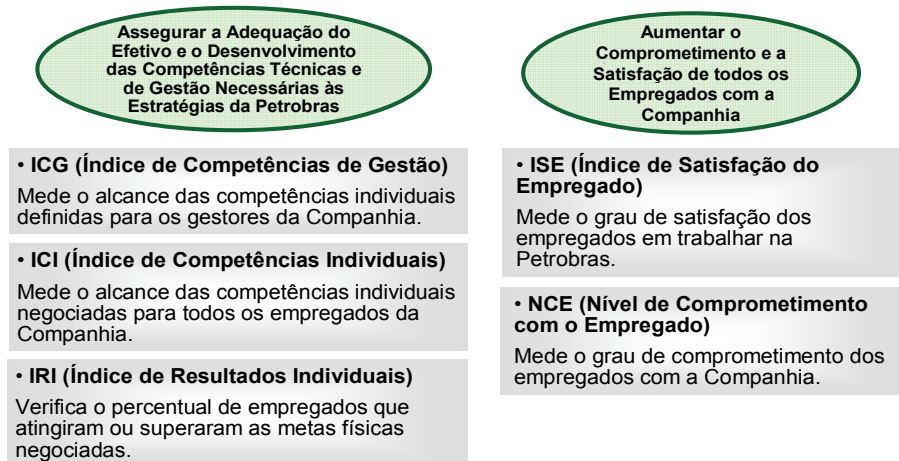 Assegurar a Adequação do
Efetivo e o Desenvolvimento
das Competências Técnicas e
de Gestão Necessárias às
Estratégias da Petrobras
• ICG (Índice de Competências de Gestão)
Mede o alcance das competências individuais
definidas para os gestores da Companhia.
• ICI (Índice de Competências Individuais)
Mede o alcance das competências individuais
negociadas para todos os empregados da
Companhia.
• IRI (Índice de Resultados Individuais)
Verifica o percentual de empregados que
atingiram ou superaram as metas físicas
negociadas.
Aumentar o
Comprometimento e a
Satisfação de todos os
Empregados com a
Companhia
• ISE (Índice de Satisfação do
Empregado)
Mede o grau de satisfação dos
empregados em trabalhar na
Petrobras.
• NCE (Nível de Comprometimento
com o Empregado)
Mede o grau de comprometimento dos
empregados com a Companhia.